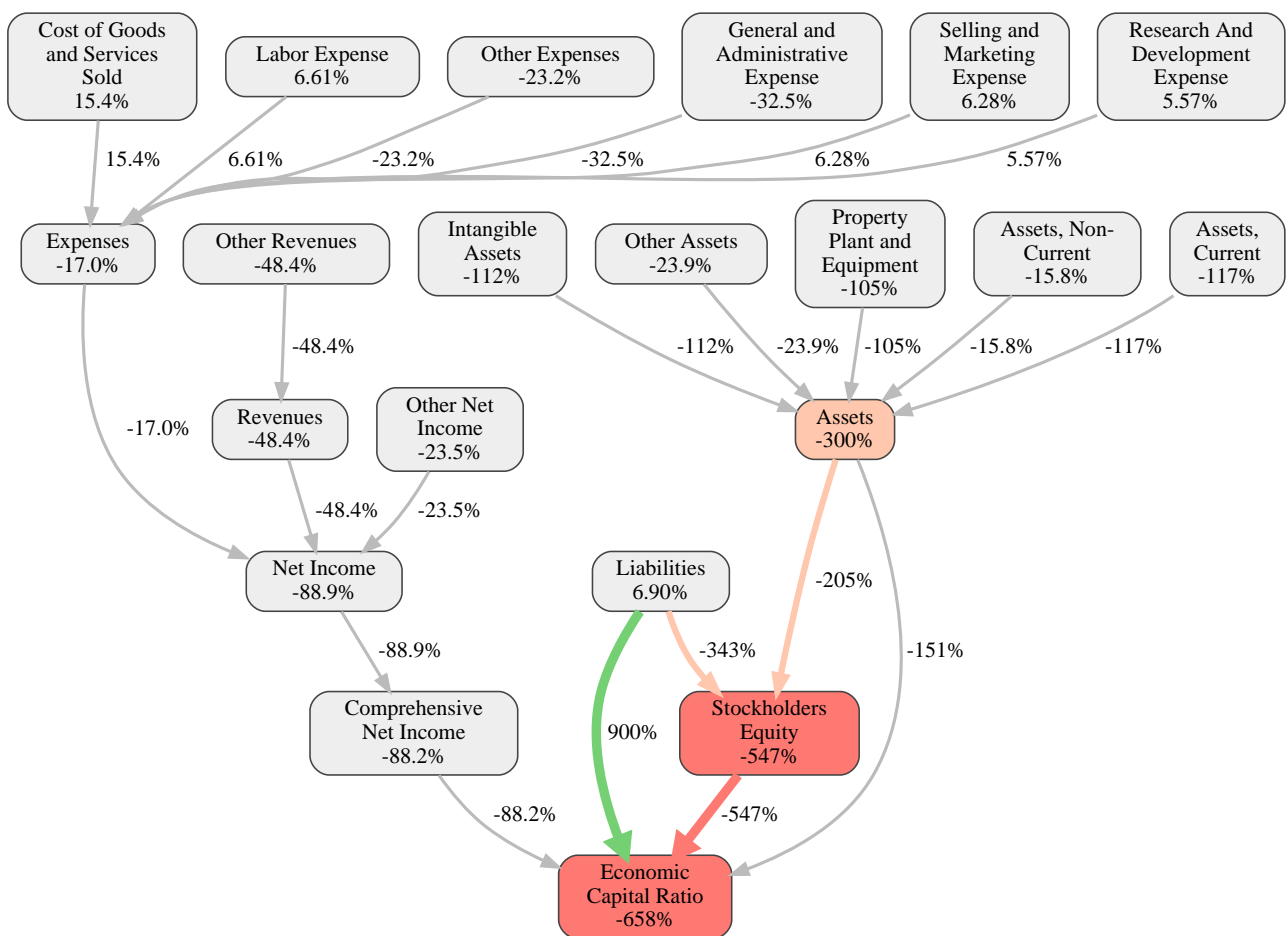 Cost of Goods
and Services
Sold
15.4%
Labor Expense
6.61%
Other Expenses
-23.2%
General and
Administrative
Expense
-32.5%
Selling and
Marketing
Expense
6.28%
Research And
Development
Expense
5.57%
15.4%
6.61%
-23.2%
-32.5%
6.28%
5.57%
Expenses
-17.0%
Other Revenues
-48.4%
Intangible
Assets
-112%
Other Assets
-23.9%
Property
Plant and
Equipment
-105%
Assets, Non-
Current
-15.8%
Assets,
Current
-117%
-48.4%
-112%
-23.9%
-105%
-15.8%
-117%
-17.0%
Revenues
-48.4%
Other Net
Income
-23.5%
Assets
-300%
-48.4%
-23.5%
Net Income
-88.9%
Liabilities
6.90%
-205%
-88.9%
-343%
-151%
Comprehensive
Net Income
-88.2%
900%
Stockholders
Equity
-547%
-88.2%
-547%
Economic
Capital Ratio
-658%